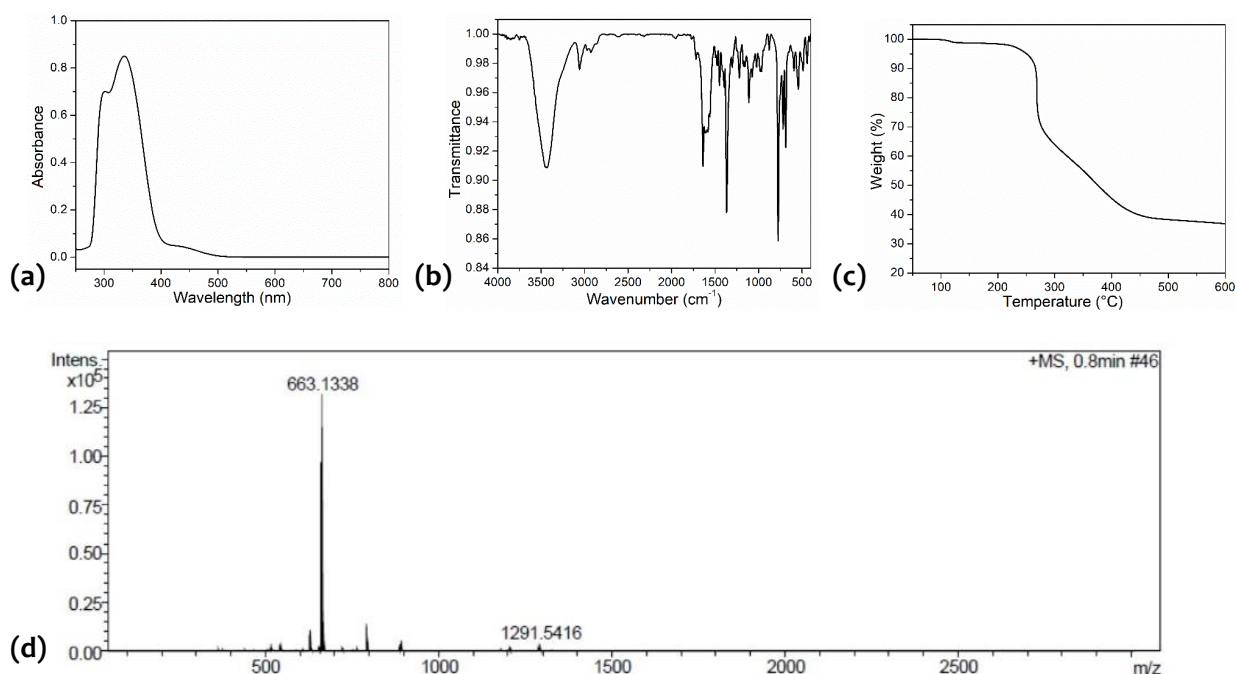 1.0
0.8
0.6
0.4
0.2
0.0
Absorbance
300 400 500 600 700 800
Wavelength (nm)
(a)
1.00
0.98
0.96
0.94
0.92
0.90
0.88
0.86
0.84
Transmittance
4000 3500 3000 2500 2000 1500 1000 500
Wavenumber (cm⁻¹)
(b)
100
90
80
70
60
50
40
30
20
Weight (%)
100 200 300 400 500 600
Temperature (°C)
(c)
Intens.
x10⁵
+MS, 0.8min #46
663.1338
1.25
1.00
0.75
0.50
0.25
0.00
1291.5416
500 1000 1500 2000 2500 m/z
(d)